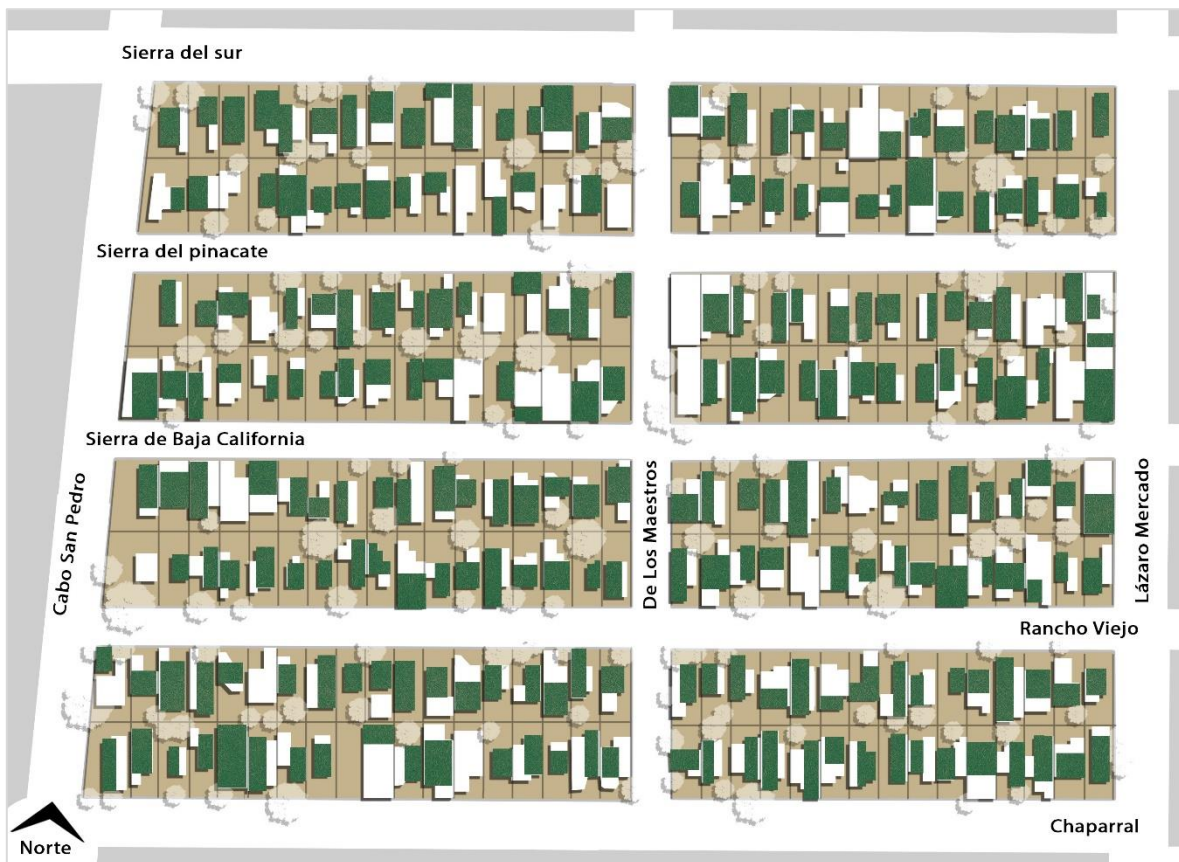 Sierra del sur
Sierra del pinacate
Sierra de Baja California
Cabo San Pedro
De Los Maestros
Lázaro Mercado
Rancho Viejo
Chaparral
Norte